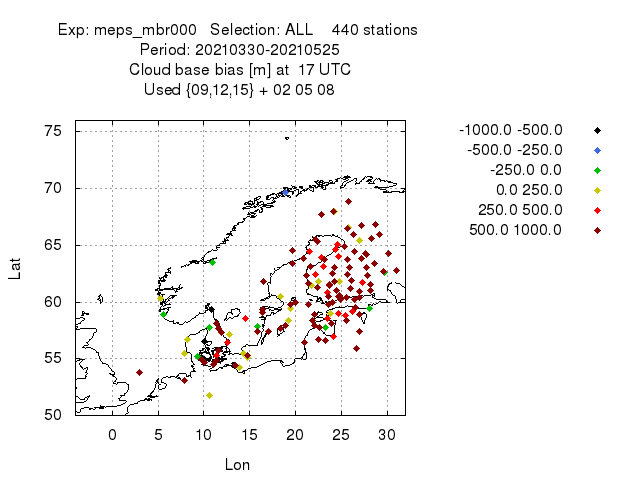 Exp: meps_mbr000   Selection: ALL    440 stations
Period: 20210330-20210525
Cloud base bias [m] at  17 UTC
Used {09,12,15} + 02 05 08
-1000.0 -500.0
-500.0 -250.0
-250.0 0.0
0.0 250.0
250.0 500.0
500.0 1000.0
75
70
65
60
55
50
Lat
0 5 10 15 20 25 30
Lon